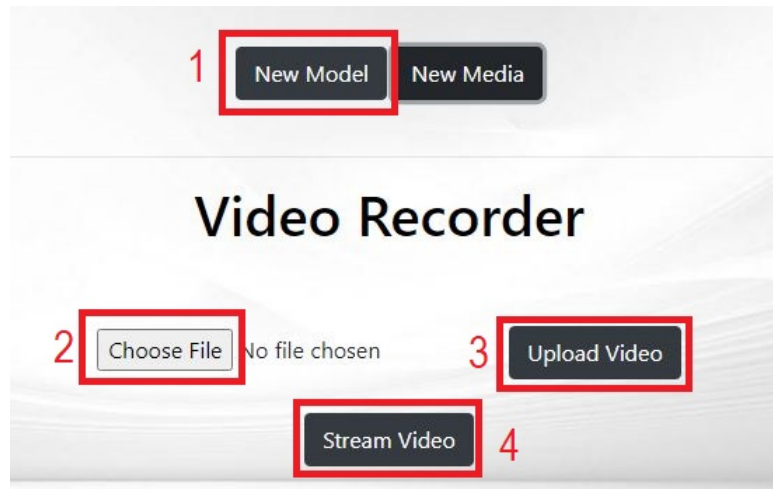 1 New Model New Media
Video Recorder
2 Choose File No file chosen 3 Upload Video
Stream Video 4